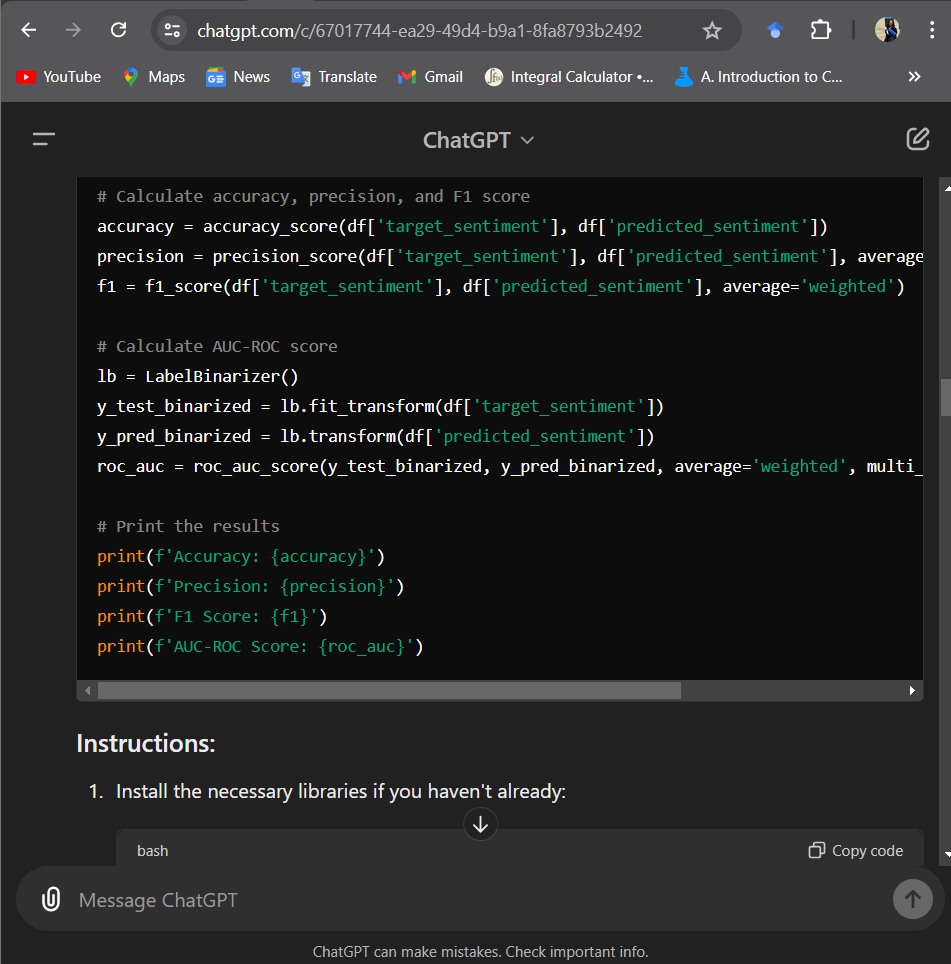 chatgpt.com/c/67017744-ea29-49d4-b9a1-8fa8793b2492
YouTube Maps News Translate Gmail Integral Calculator •... A. Introduction to C...
ChatGPT
# Calculate accuracy, precision, and F1 score
accuracy = accuracy_score(df['target_sentiment'], df['predicted_sentiment'])
precision = precision_score(df['target_sentiment'], df['predicted_sentiment'], average
f1 = f1_score(df['target_sentiment'], df['predicted_sentiment'], average='weighted')
# Calculate AUC-ROC score
lb = LabelBinarizer()
y_test_binarized = lb.fit_transform(df['target_sentiment'])
y_pred_binarized = lb.transform(df['predicted_sentiment'])
roc_auc = roc_auc_score(y_test_binarized, y_pred_binarized, average='weighted', multi_
# Print the results
print(f'Accuracy: {accuracy}')
print(f'Precision: {precision}')
print(f'F1 Score: {f1}')
print(f'AUC-ROC Score: {roc_auc}')
Instructions:
1. Install the necessary libraries if you haven't already:
bash Copy code
Message ChatGPT
ChatGPT can make mistakes. Check important info.